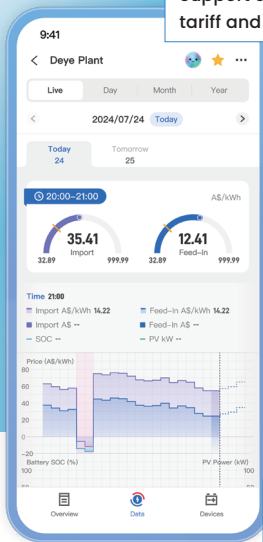 support
tariff and
9:41
Deye Plant
Live Day Month Year
2024/07/24 Today
Today Tomorrow
24 25
20:00-21:00 A$/kWh
35.41 12.41
Import Feed-In
32.89 999.99 32.89 999.99
Time 21:00
Import A$/kWh 14.22 Feed-In A$/kWh 14.22
Import A$ -- Feed-In A$ --
SOC -- PV kW --
Price (A$/kWh)
80
60
40
20
0
-20
Battery SOC (%) PV Power (kW)
100 100
Overview Data Devices